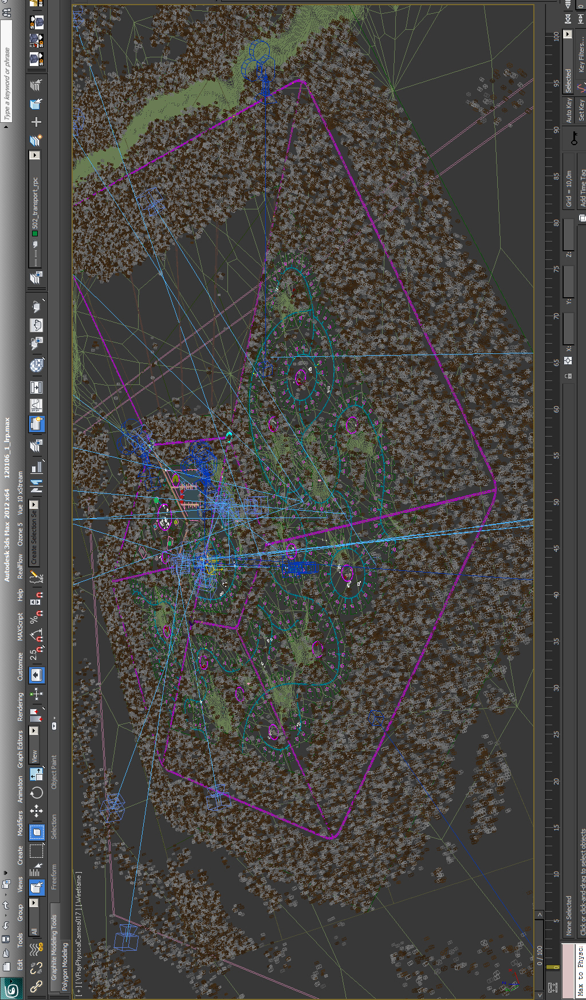 Autodesk 3ds Max 2012 x64 120106_1_lrp.max
Type a keyword or phrase
Edit Tools Group Views Create Modifiers Animation Graph Editors Rendering Customize MAXScript Help RealFlow Ozone 5 Vue 10 xStream
All View 2.5 % ABC Create Selection Se 502_transport_rpc SD SD SD
Graphite Modeling Tools Freeform Selection Object Paint
Polygon Modeling
[ + ] [ VRayPhysicalCamera017 ] [ Wireframe ]
0 / 100
0 5 10 15 20 25 30 35 40 45 50 55 60 65 70 75 80 85 90 95 100
None Selected X: Y: Z: Grid = 10,0m Auto Key Selected
Max to Physc: Click or click-and-drag to select objects Add Time Tag Set Key Key Filters... 0